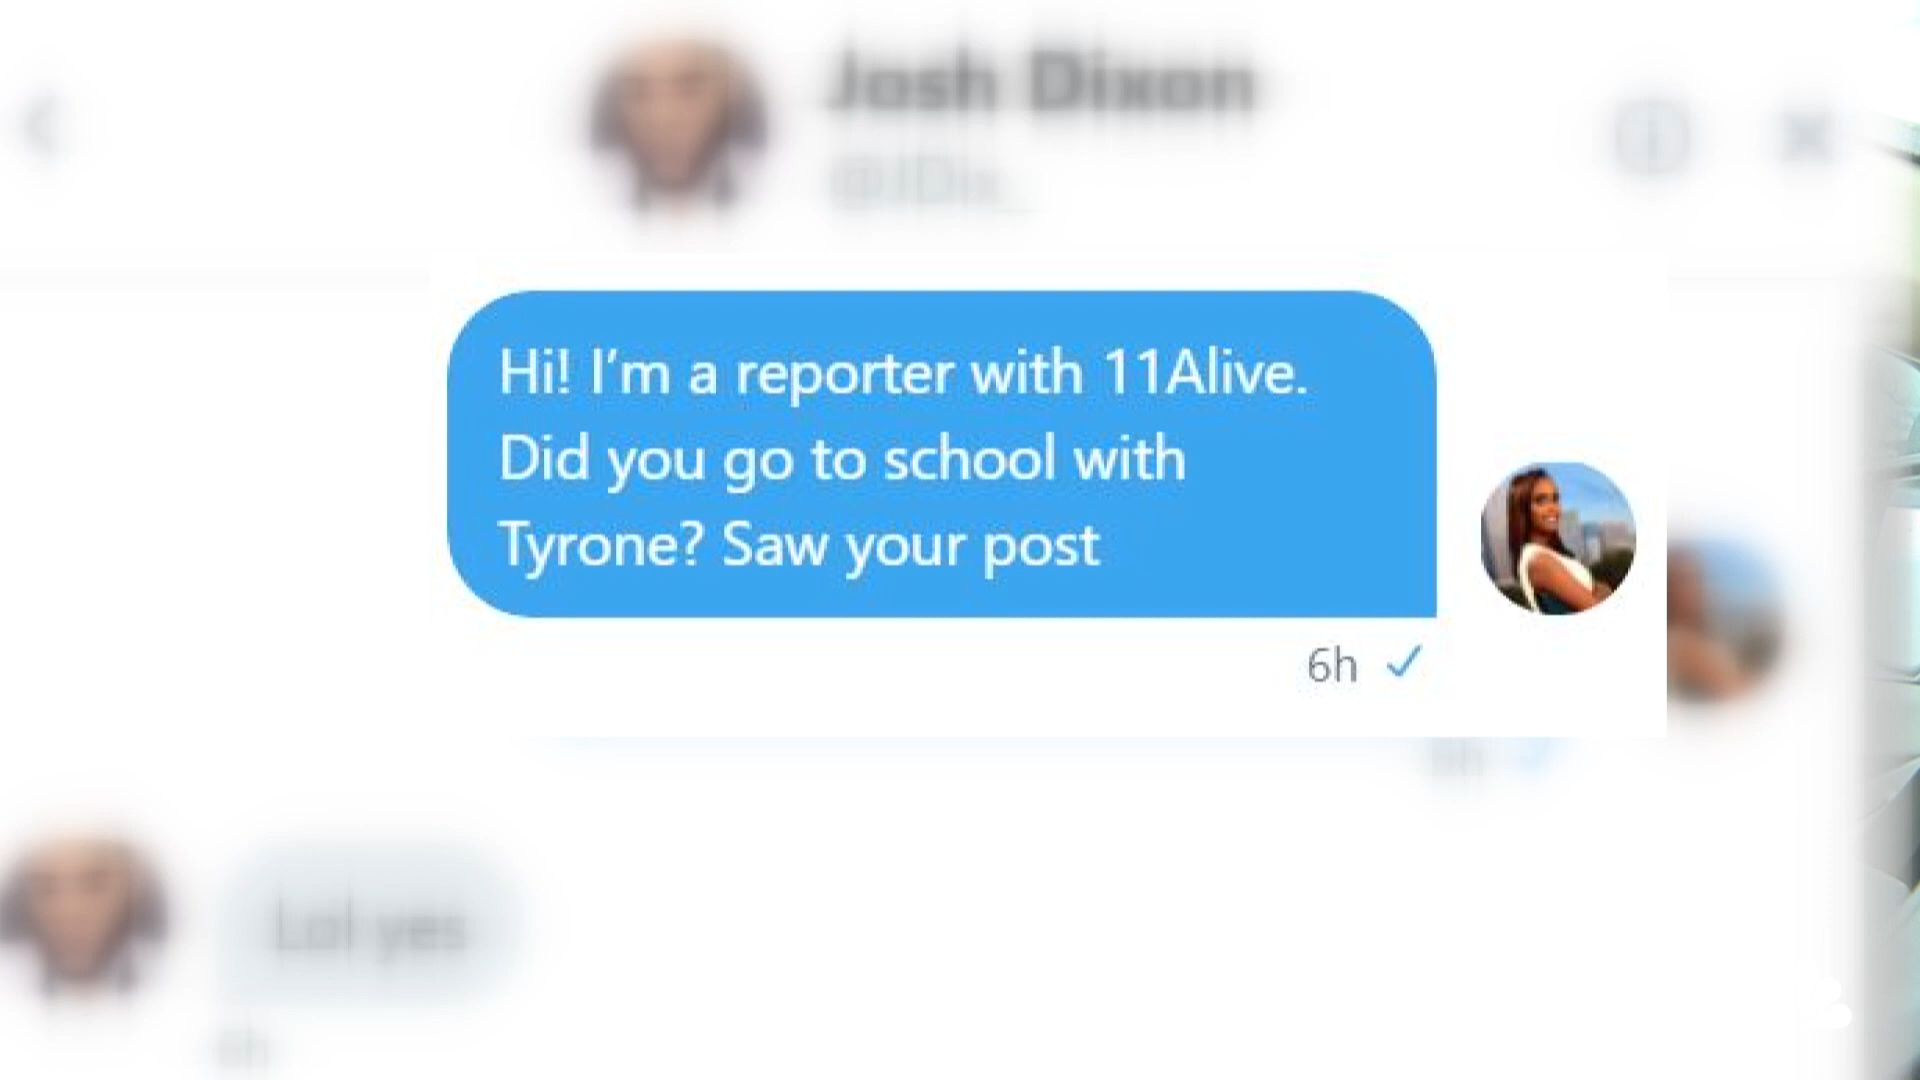 Josh Dixon
Hi! I’m a reporter with 11Alive.
Did you go to school with
Tyrone? Saw your post
6h
Lol yes